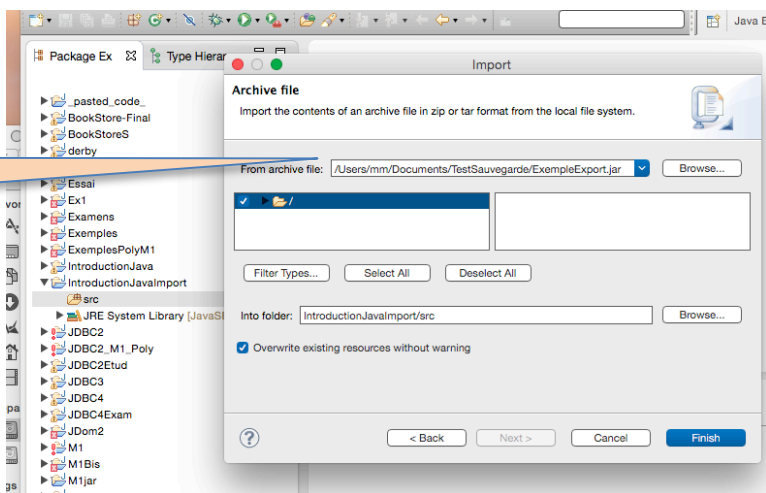 Java E
Package Ex
Type Hierar
Import
Archive file
Import the contents of an archive file in zip or tar format from the local file system.
From archive file:
/Users/mm/Documents/TestSauvegarde/ExempleExport.jar
Browse...
/
Filter Types...
Select All
Deselect All
Into folder:
IntroductionJavaImport/src
Browse...
Overwrite existing resources without warning
?
< Back
Next >
Cancel
Finish
_pasted_code_
BookStore-Final
BookStoreS
derby
Essai
Ex1
Examens
Exemples
ExemplesPolyM1
IntroductionJava
IntroductionJavaImport
src
JRE System Library [JavaS
JDBC2
JDBC2_M1_Poly
JDBC2Etud
JDBC3
JDBC4
JDBC4Exam
JDom2
M1
M1Bis
M1jar
vor
pa
gs